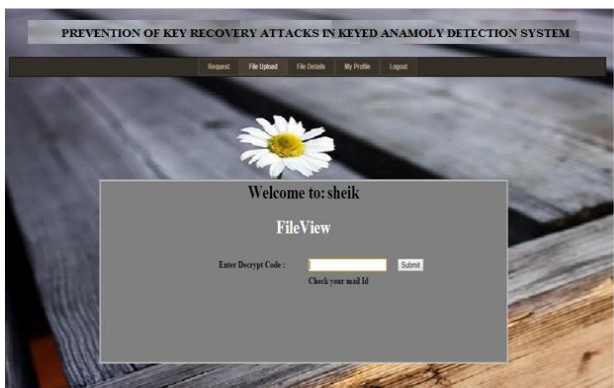 PREVENTION OF KEY RECOVERY ATTACKS IN KEYED ANAMOLY DETECTION SYSTEM
Request File Upload File Details My Profile Logout
Welcome to: sheik
FileView
Enter Decrypt Code : Submit
Check your mail Id